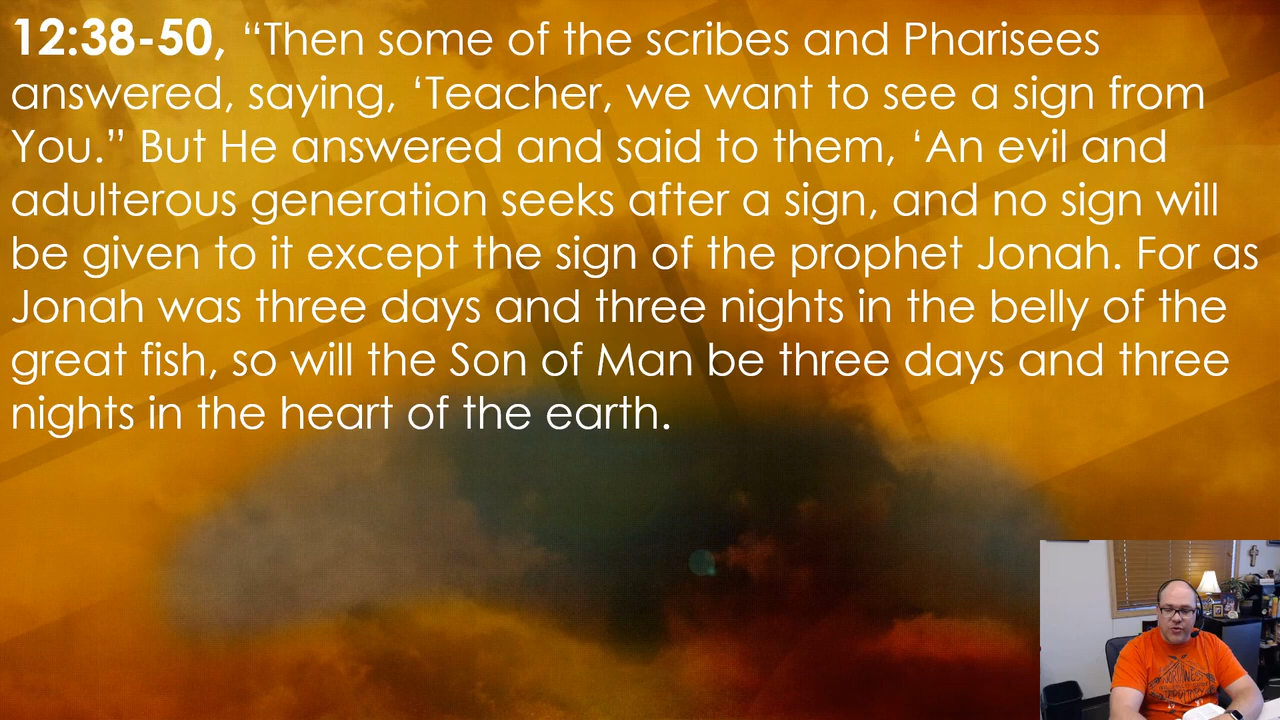 12:38-50, “Then some of the scribes and Pharisees
answered, saying, ‘Teacher, we want to see a sign from
You.” But He answered and said to them, ‘An evil and
adulterous generation seeks after a sign, and no sign will
be given to it except the sign of the prophet Jonah. For as
Jonah was three days and three nights in the belly of the
great fish, so will the Son of Man be three days and three
nights in the heart of the earth.